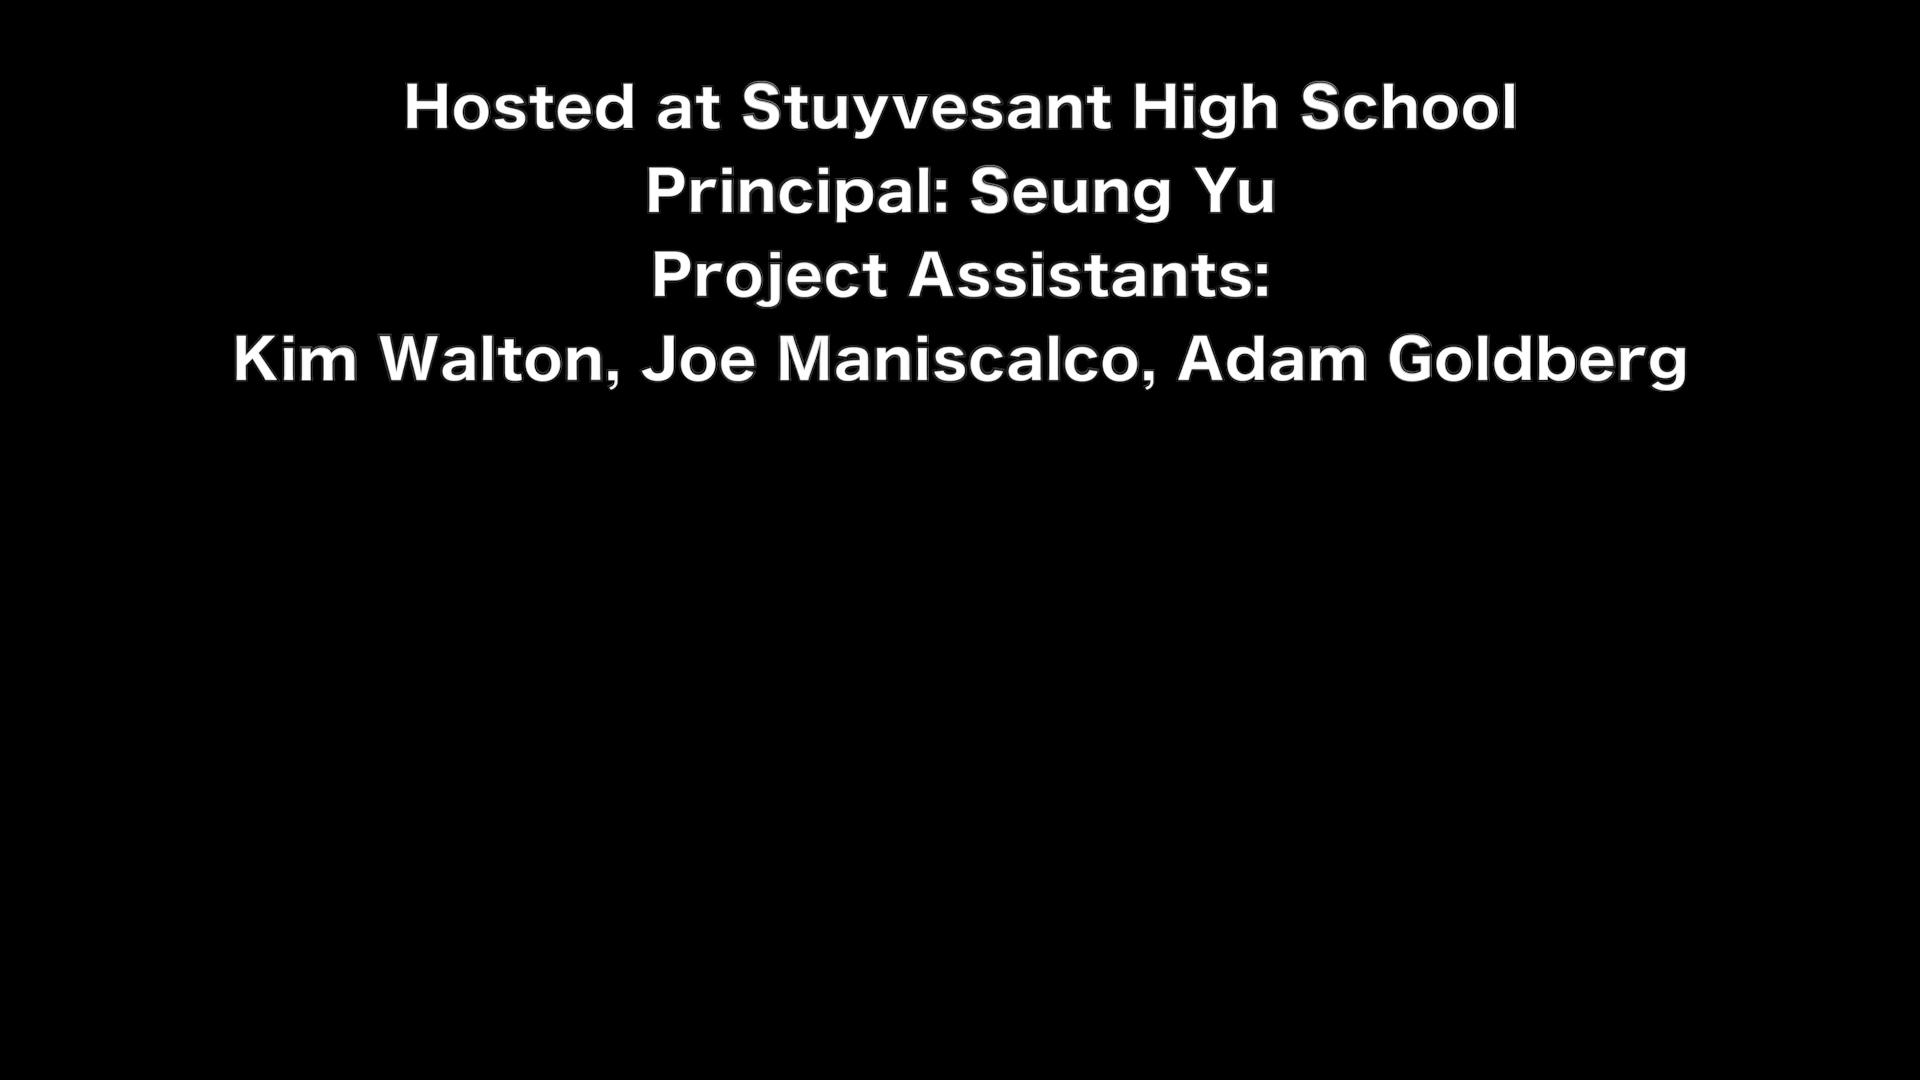 Hosted at Stuyvesant High School
Principal: Seung Yu
Project Assistants:
Kim Walton, Joe Maniscalco, Adam Goldberg